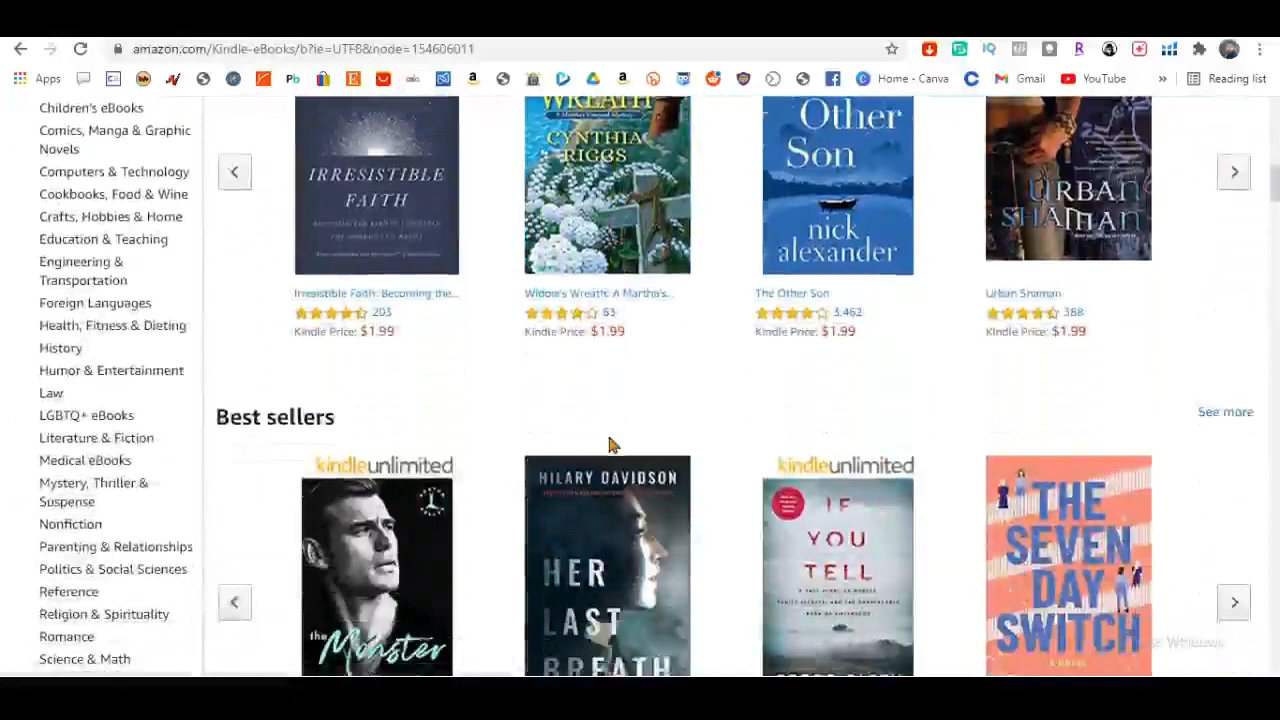 amazon.com/Kindle-eBooks/b?ie=UTF8&node=154606011
Apps
Pb
Home - Canva
Gmail
YouTube
»
Reading list
Children's eBooks
Comics, Manga & Graphic
Novels
Computers & Technology
Cookbooks, Food & Wine
Crafts, Hobbies & Home
Education & Teaching
Engineering &
Transportation
Foreign Languages
Health, Fitness & Dieting
History
Humor & Entertainment
Law
LGBTQ+ eBooks
Literature & Fiction
Medical eBooks
Mystery, Thriller &
Suspense
Nonfiction
Parenting & Relationships
Politics & Social Sciences
Reference
Religion & Spirituality
Romance
Science & Math
IRRESISTIBLE
FAITH
Irresistible Faith: Becoming the...
203
Kindle Price: $1.99
WREATH
CYNTHIA
RIGGS
Widow's Wreath: A Martha's...
63
Kindle Price: $1.99
Other
Son
nick
alexander
The Other Son
3,462
Kindle Price: $1.99
URBAN
SHAMAN
Urban Shaman
388
Kindle Price: $1.99
Best sellers
See more
kindleunlimited
the Monster
HILARY DAVIDSON
HER
LAST
BREATH
kindleunlimited
IF
YOU
TELL
THE
SEVEN
DAY
SWITCH
A NOVEL
Windows